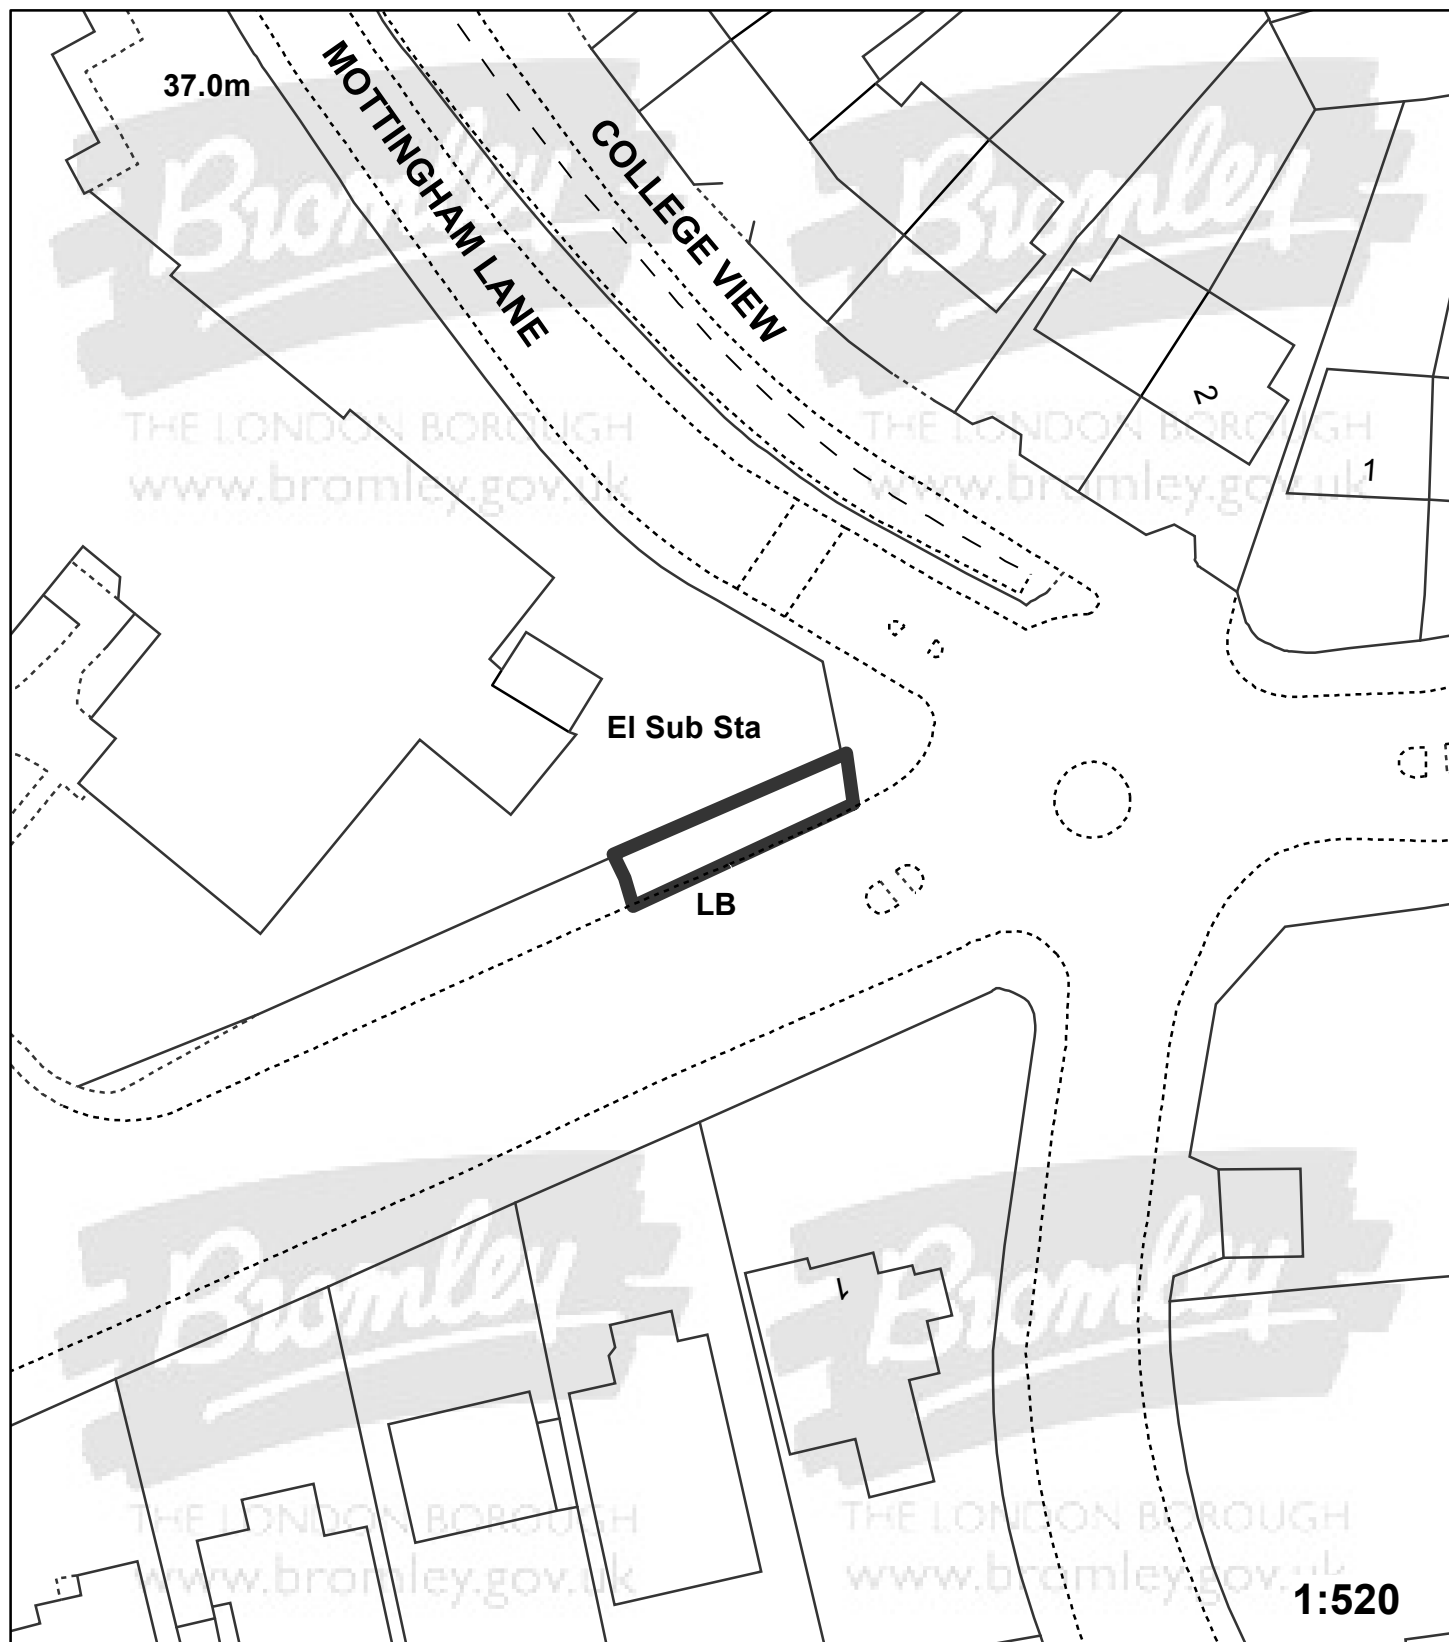 37.0m
MOTTINGHAM LANE
COLLEGE VIEW
Bromley
THE LONDON BOROUGH
www.bromley.gov.uk
Bromley
THE LONDON BOROUGH
www.bromley.gov.uk
2
1
El Sub Sta
LB
1
Bromley
THE LONDON BOROUGH
www.bromley.gov.uk
Bromley
THE LONDON BOROUGH
www.bromley.gov.uk
1:520